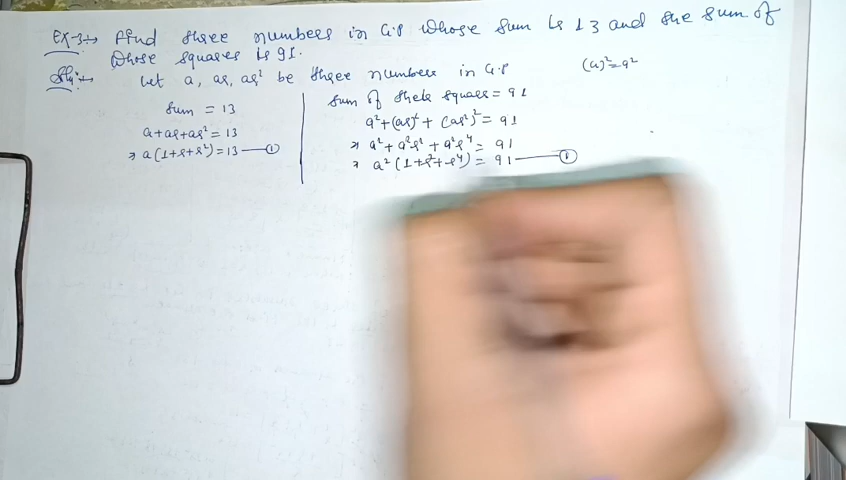 Ex-3:→ Find three numbers in G.P whose sum is 13 and the sum of
whose squares is 91.
Soln:→ Let a, ar, ar² be three numbers in G.P
(a)²=a²
Sum = 13
a+ar+ar²=13
⇒ a(1+r+r²)=13 —①
Sum of their squares = 91
a²+(ar)²+(ar²)²=91
⇒ a²+a²r²+a²r⁴=91
⇒ a²(1+r²+r⁴)=91 —①